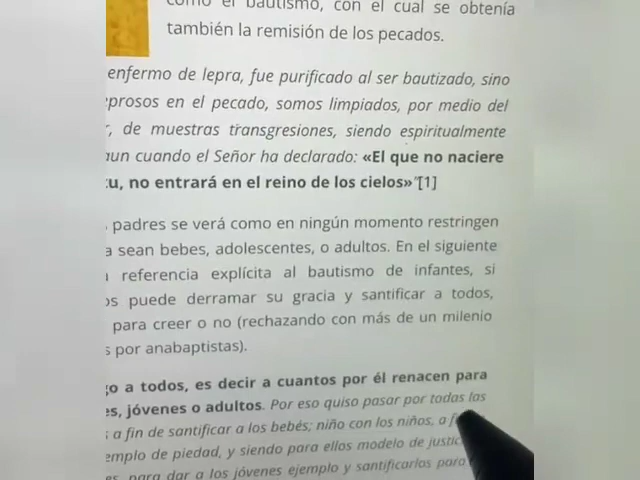 como el bautismo, con el cual se obtenía
también la remisión de los pecados.
enfermo de lepra, fue purificado al ser bautizado, sino
prosos en el pecado, somos limpiados, por medio del
, de muestras transgresiones, siendo espiritualmente
aun cuando el Señor ha declarado: «El que no naciere
tu, no entrará en el reino de los cielos»"[1]
padres se verá como en ningún momento restringen
a sean bebes, adolescentes, o adultos. En el siguiente
referencia explícita al bautismo de infantes, si
os puede derramar su gracia y santificar a todos,
para creer o no (rechazando con más de un milenio
s por anabaptistas).
go a todos, es decir a cuantos por él renacen para
es, jóvenes o adultos. Por eso quiso pasar por todas las
a fin de santificar a los bebés; niño con los niños, a
emplo de piedad, y siendo para ellos modelo de
es, para dar a los jóvenes ejemplo y santificarlos para